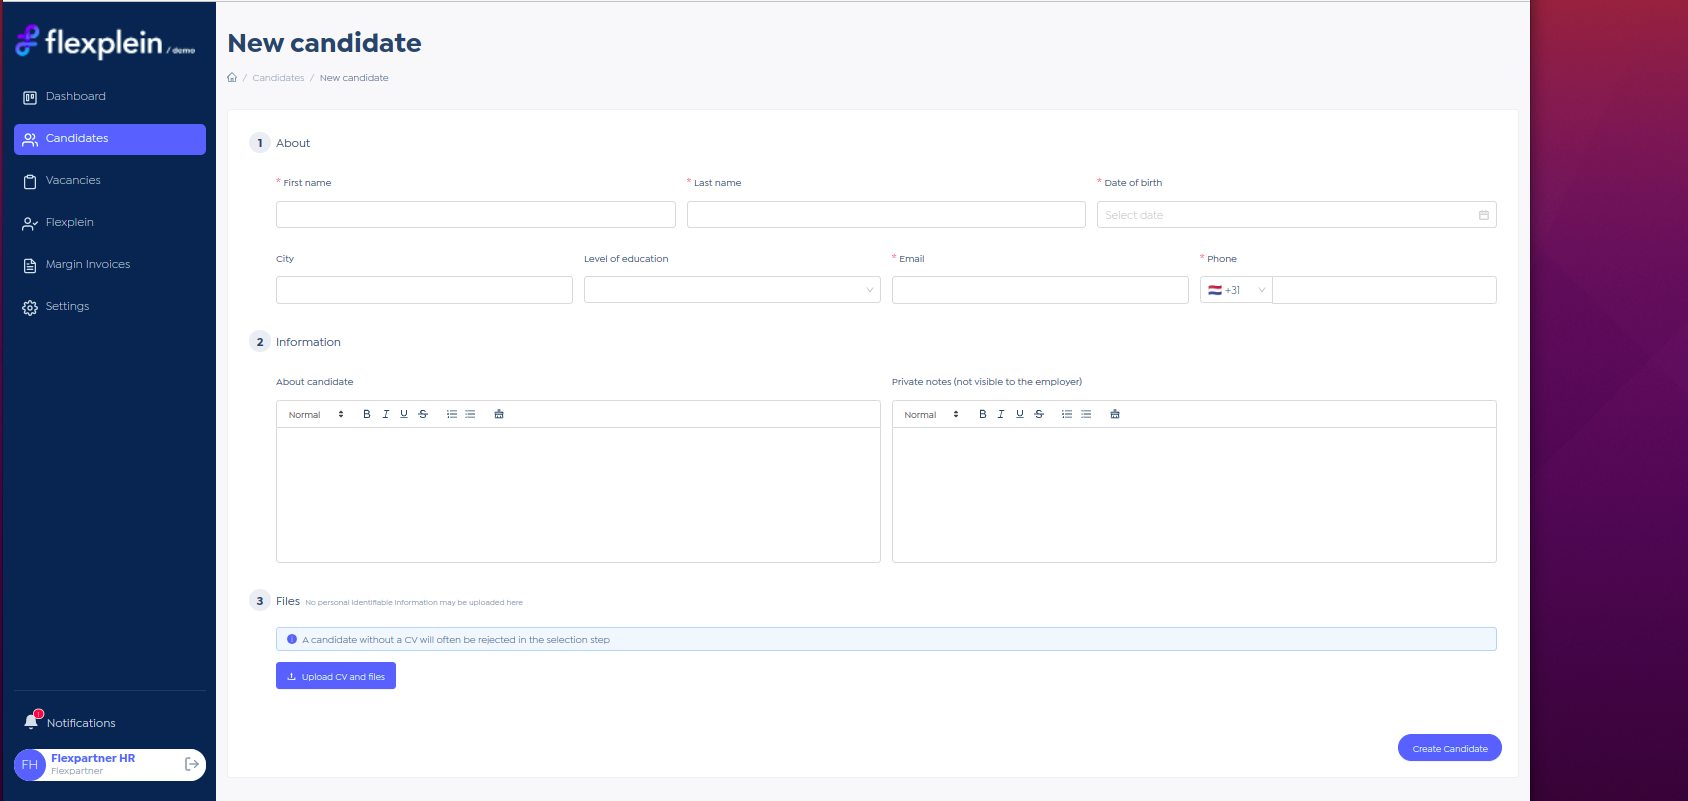 flexplein / demo
Dashboard
Candidates
Vacancies
Flexplein
Margin Invoices
Settings
Notifications
!
FH
Flexpartner HR
Flexpartner
New candidate
/ Candidates / New candidate
1 About
* First name
* Last name
* Date of birth
Select date
City
Level of education
* Email
* Phone
+31
2 Information
About candidate
Private notes (not visible to the employer)
Normal B I U S
Normal B I U S
3 Files No personal identifiable information may be uploaded here
A candidate without a CV will often be rejected in the selection step
Upload CV and files
Create Candidate